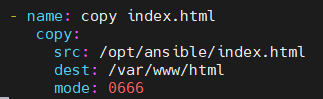 - name: copy index.html
  copy:
    src: /opt/ansible/index.html
    dest: /var/www/html
    mode: 0666